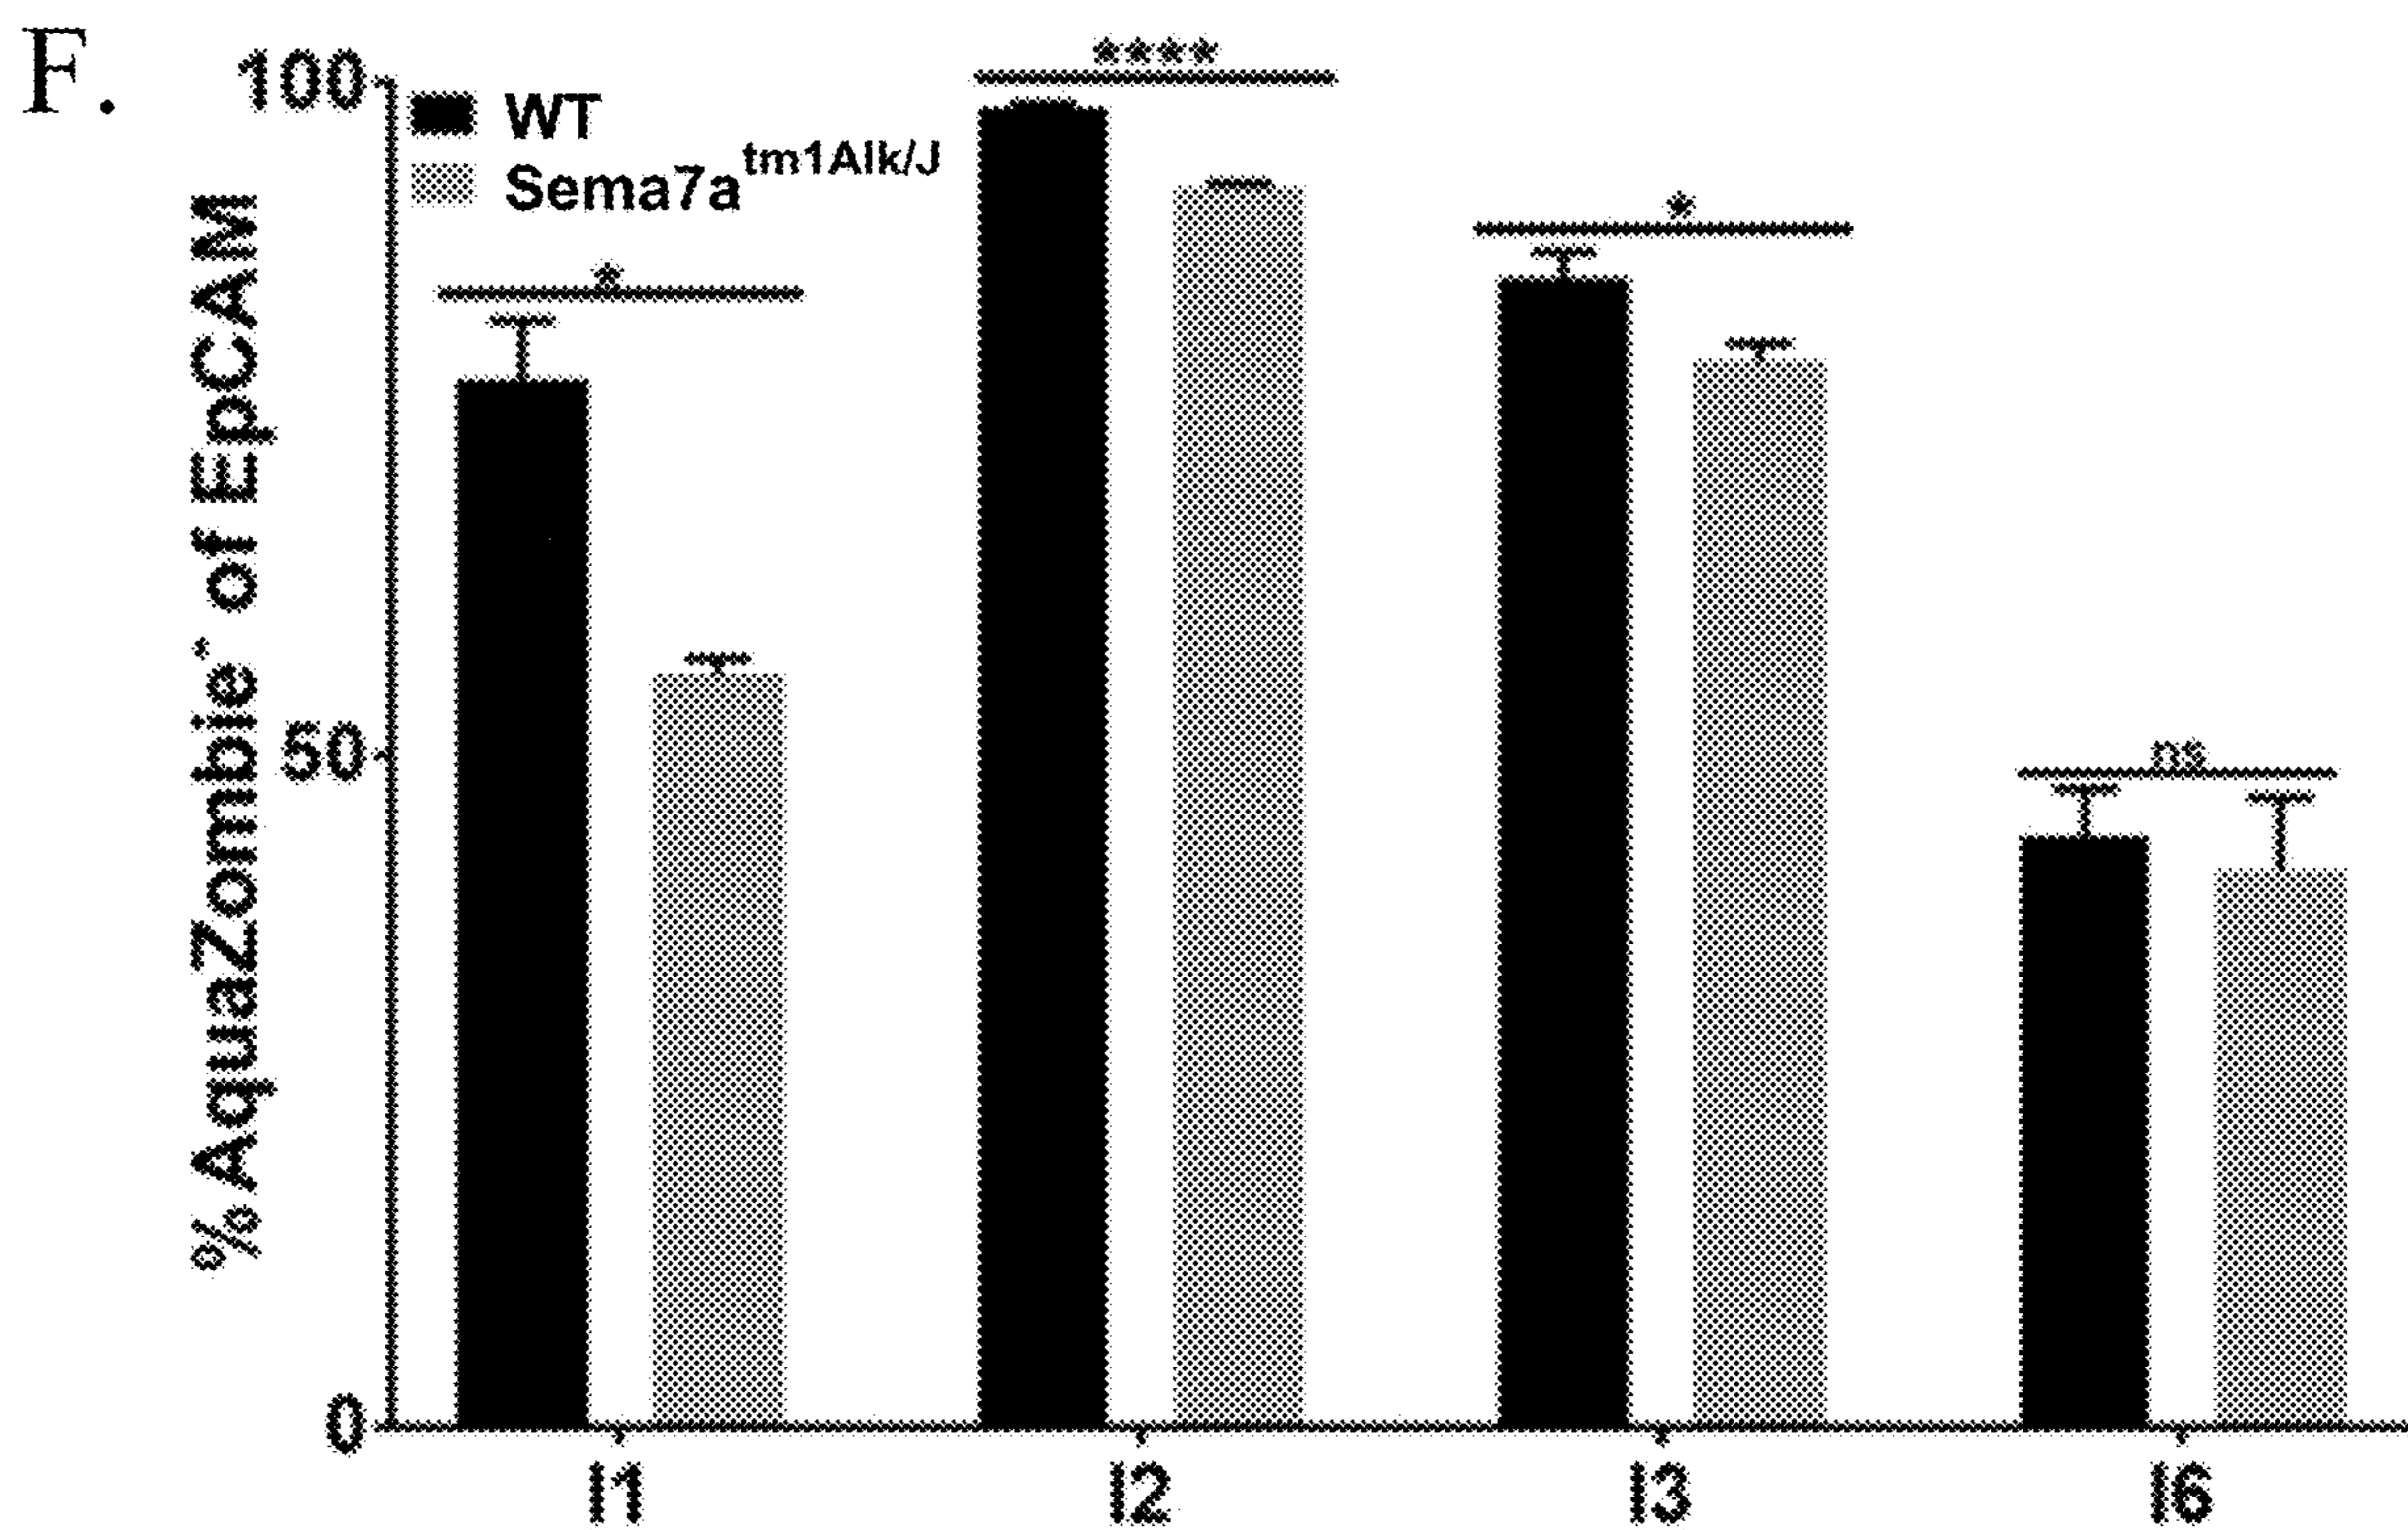 F.
% AquaZombie⁻ of EpCAM
100
50
0
WT
Sema7a^tm1Alk/J
*
****
*
ns
I1
I2
I3
I6